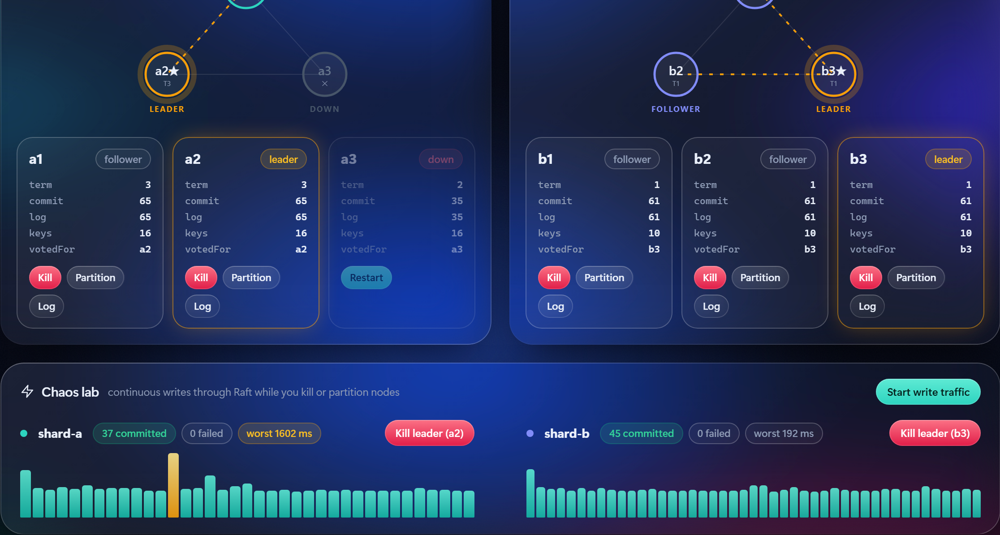 a2★
T3
LEADER
a3
×
DOWN
b2
T1
FOLLOWER
b3★
T1
LEADER
a1 follower
term 3
commit 65
log 65
keys 16
votedFor a2
Kill Partition
Log
a2 leader
term 3
commit 65
log 65
keys 16
votedFor a2
Kill Partition
Log
a3 down
term 2
commit 35
log 35
keys 16
votedFor a3
Restart
b1 follower
term 1
commit 61
log 61
keys 10
votedFor b3
Kill Partition
Log
b2 follower
term 1
commit 61
log 61
keys 10
votedFor b3
Kill Partition
Log
b3 leader
term 1
commit 61
log 61
keys 10
votedFor b3
Kill Partition
Log
Chaos lab continuous writes through Raft while you kill or partition nodes
Start write traffic
shard-a 37 committed 0 failed worst 1602 ms Kill leader (a2)
shard-b 45 committed 0 failed worst 192 ms Kill leader (b3)